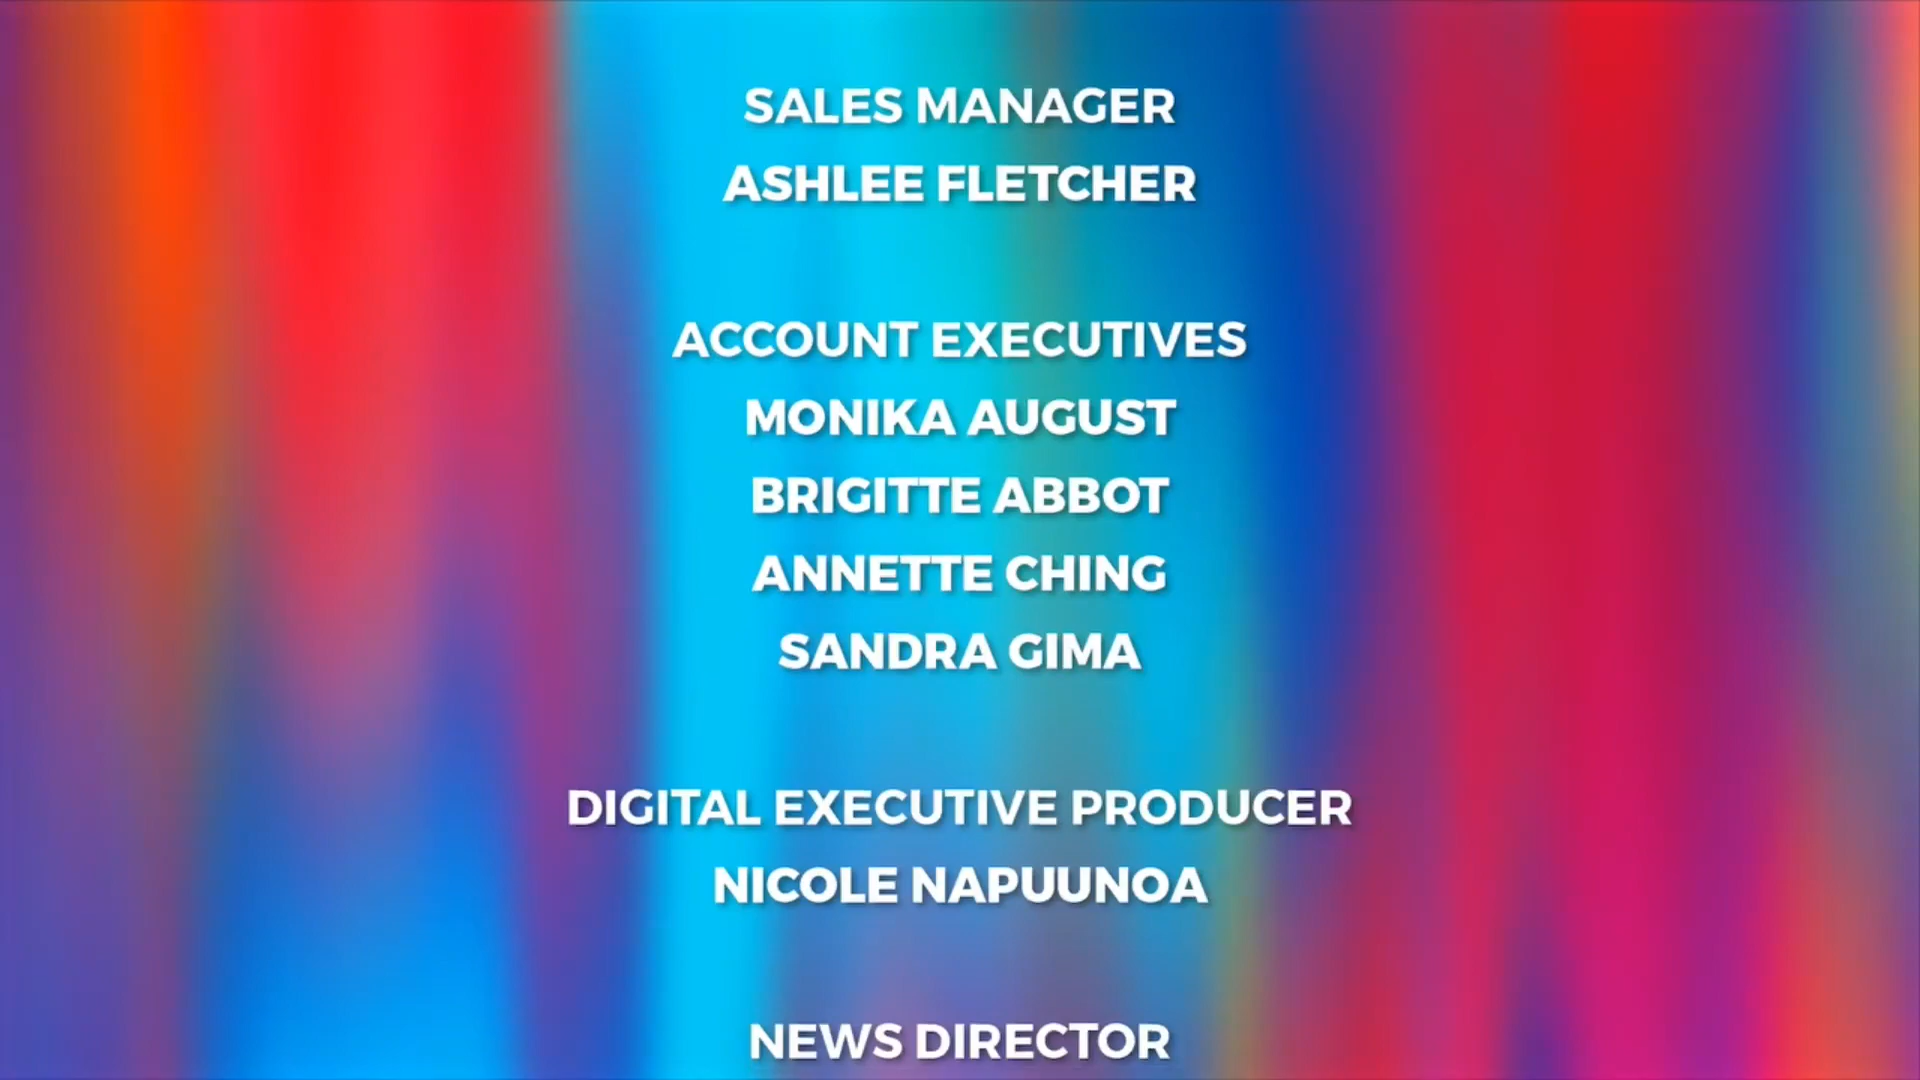 SALES MANAGER
ASHLEE FLETCHER
ACCOUNT EXECUTIVES
MONIKA AUGUST
BRIGITTE ABBOT
ANNETTE CHING
SANDRA GIMA
DIGITAL EXECUTIVE PRODUCER
NICOLE NAPUUNOA
NEWS DIRECTOR